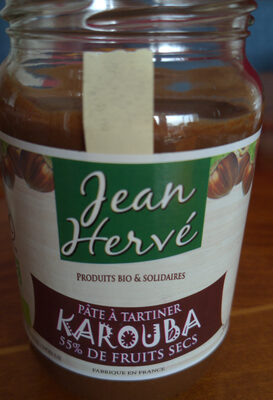 Jean
Hervé
PRODUITS BIO & SOLIDAIRES
PÂTE À TARTINER
KAROUBA
55% DE FRUITS SECS
FABRIQUÉ EN FRANCE